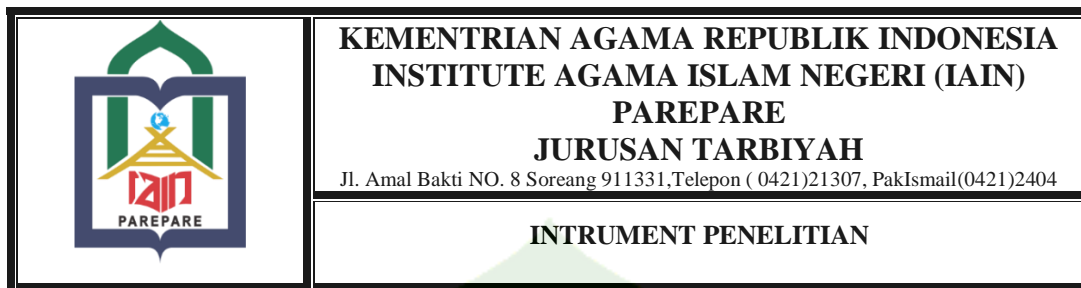 KEMENTRIAN AGAMA REPUBLIK INDONESIA
INSTITUTE AGAMA ISLAM NEGERI (IAIN)
PAREPARE
JURUSAN TARBIYAH
Jl. Amal Bakti NO. 8 Soreang 911331,Telepon ( 0421)21307, PakIsmail(0421)2404
INTRUMENT PENELITIAN
iain
PAREPARE